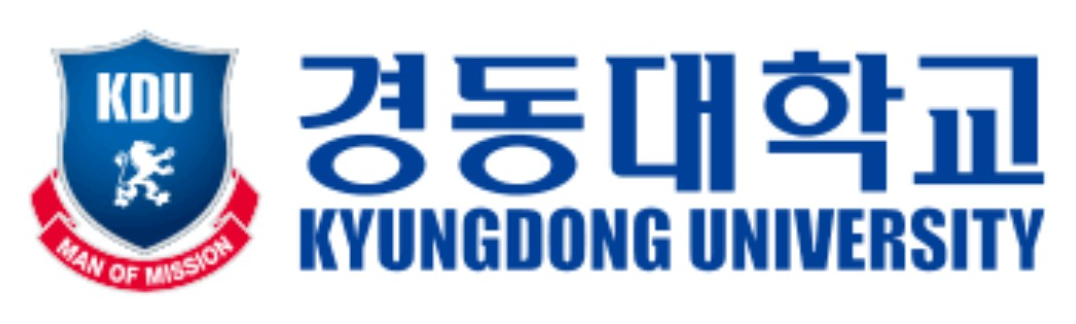 KDU
MAN OF MISSION
경동대학교
KYUNGDONG UNIVERSITY